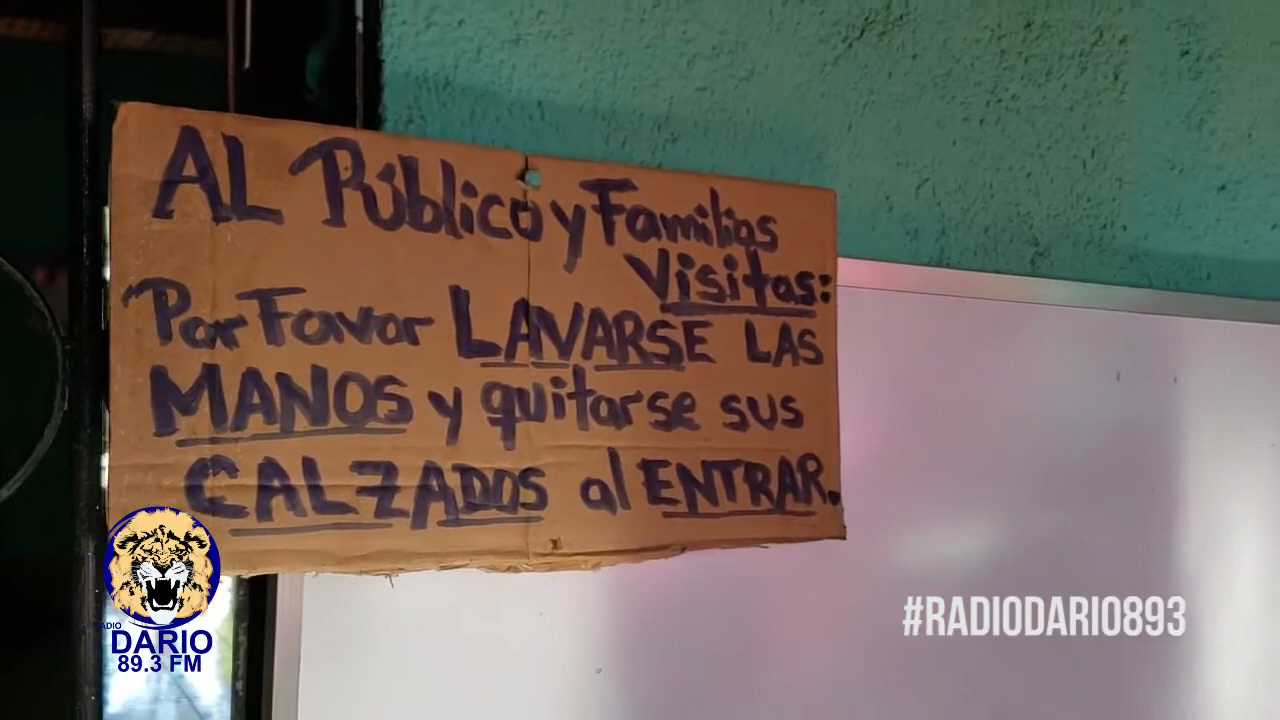 AL Público y Familias
Visitas:
Por Favor LAVARSE LAS
MANOS y quitarse sus
CALZADOS al ENTRAR.
RADIO
DARIO
89.3 FM
#RADIODARIO893